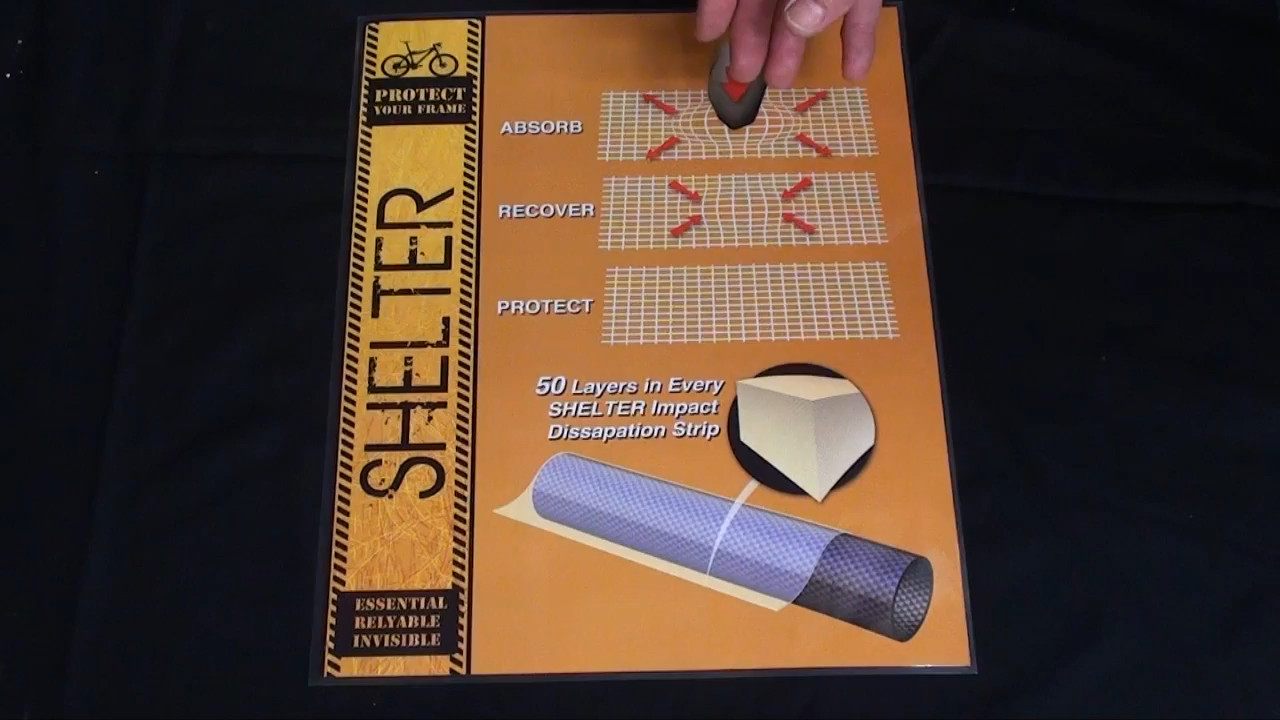 PROTECT
YOUR FRAME
SHELTER
ESSENTIAL
RELYABLE
INVISIBLE
ABSORB
RECOVER
PROTECT
50 Layers in Every
SHELTER Impact
Dissapation Strip